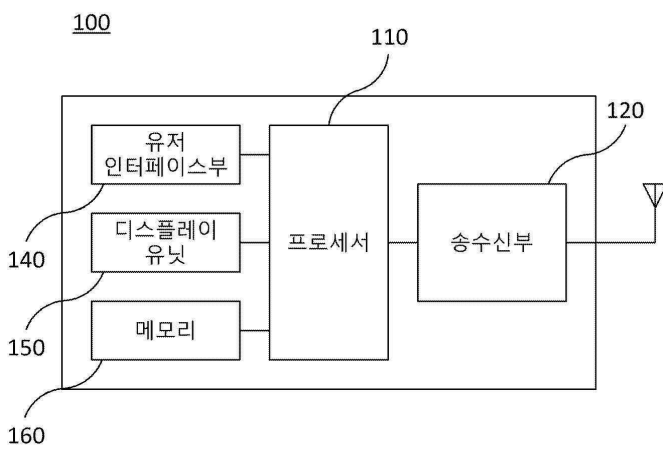 100
110
120
유저
인터페이스부
디스플레이
유닛
메모리
프로세서
송수신부
140
150
160